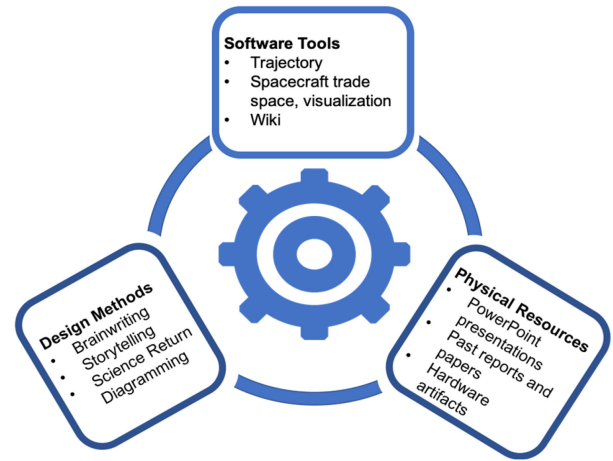 Software Tools
• Trajectory
• Spacecraft trade
space, visualization
• Wiki
Design Methods
• Brainwriting
• Storytelling
• Science Return
Diagramming
Physical Resources
• PowerPoint
presentations
• Past reports and
papers
• Hardware
artifacts